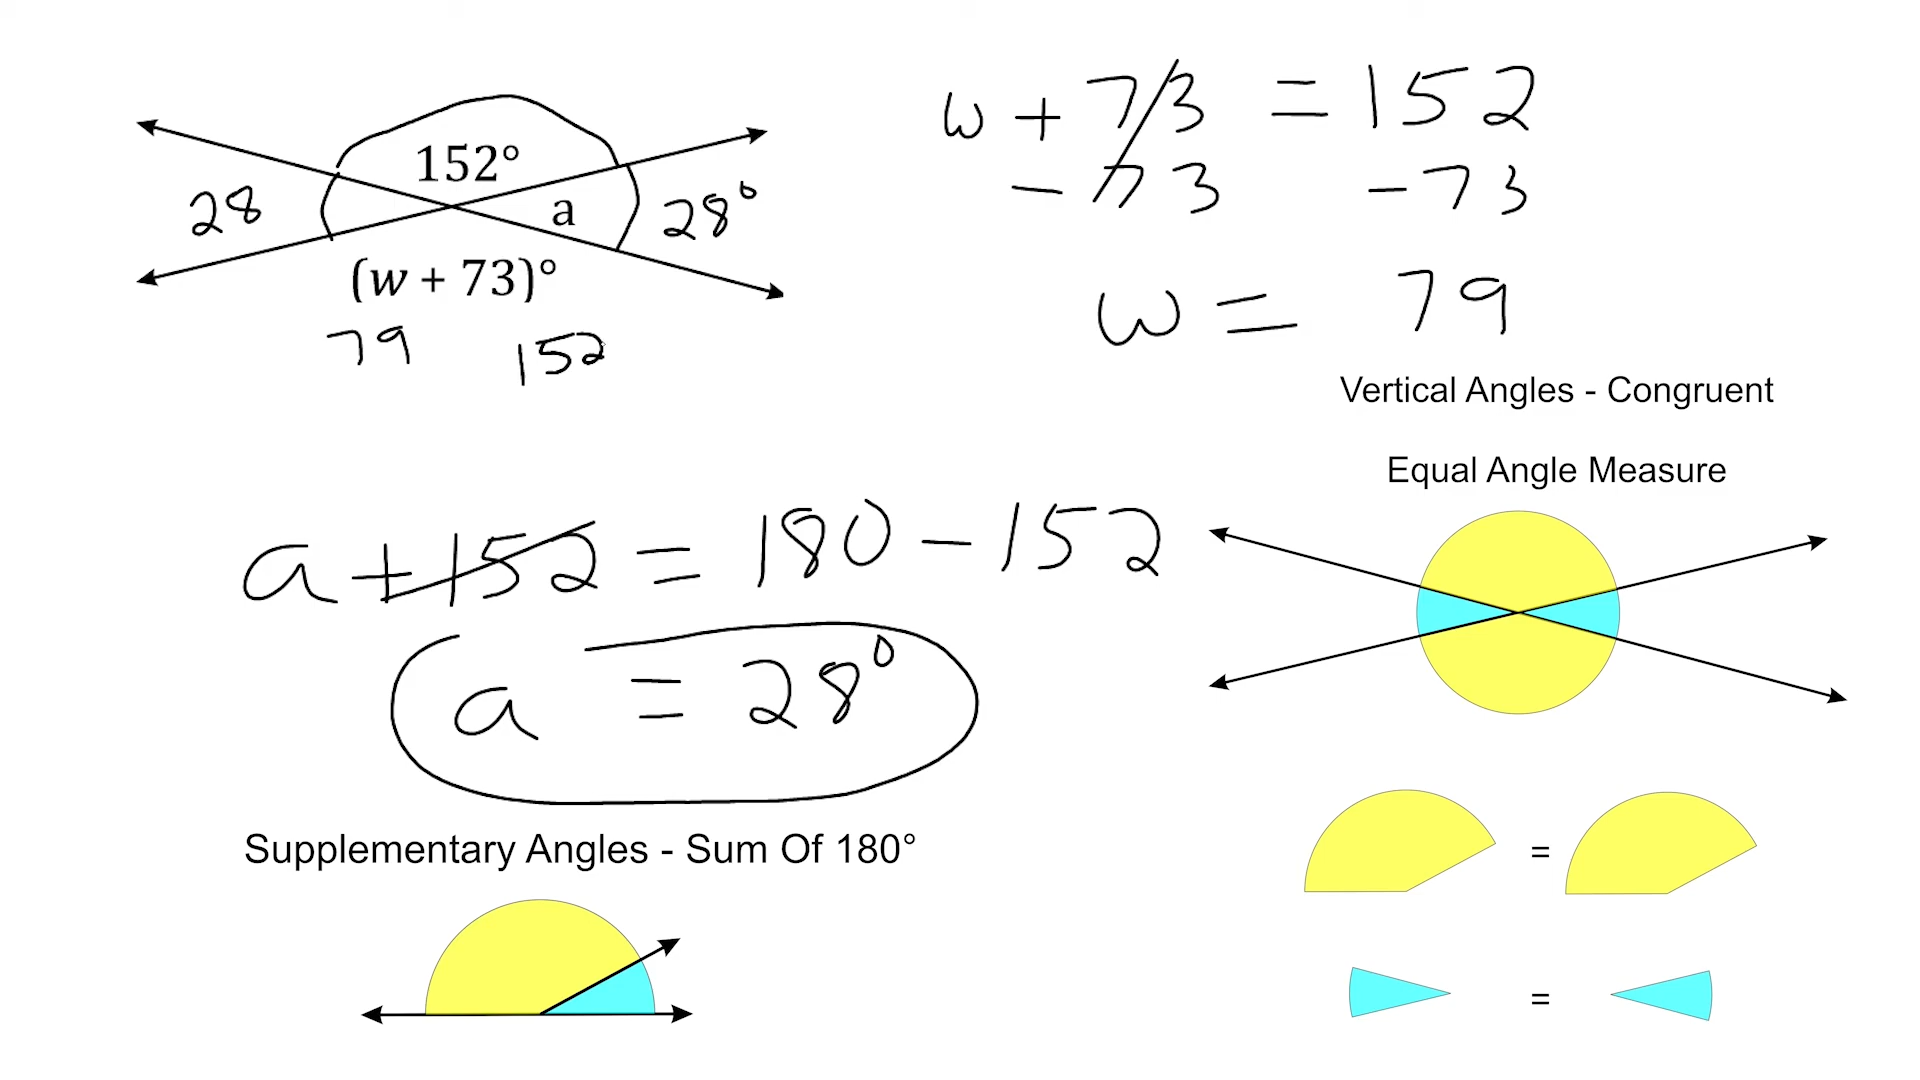 152°
28
a
28°
(w + 73)°
79 152
w + 73 = 152
- 73 - 73
w = 79
Vertical Angles - Congruent
Equal Angle Measure
a + 152 = 180 - 152
a = 28°
Supplementary Angles - Sum Of 180°
=
=